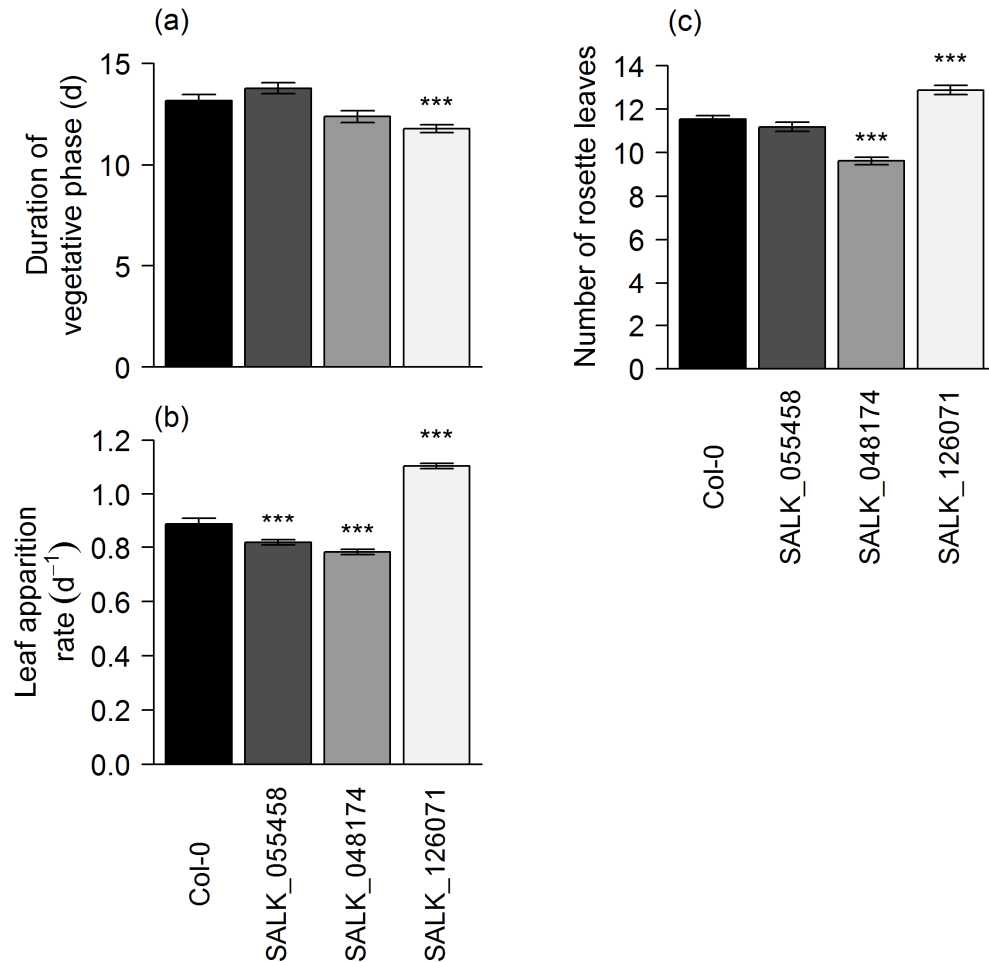 (a)
Duration of
vegetative phase (d)
15
10
5
0
***
(b)
Leaf apparition
rate (d⁻¹)
1.2
1.0
0.8
0.6
0.4
0.2
0.0
***
***
***
Col-0
SALK_055458
SALK_048174
SALK_126071
(c)
Number of rosette leaves
14
12
10
8
6
4
2
0
***
***
Col-0
SALK_055458
SALK_048174
SALK_126071